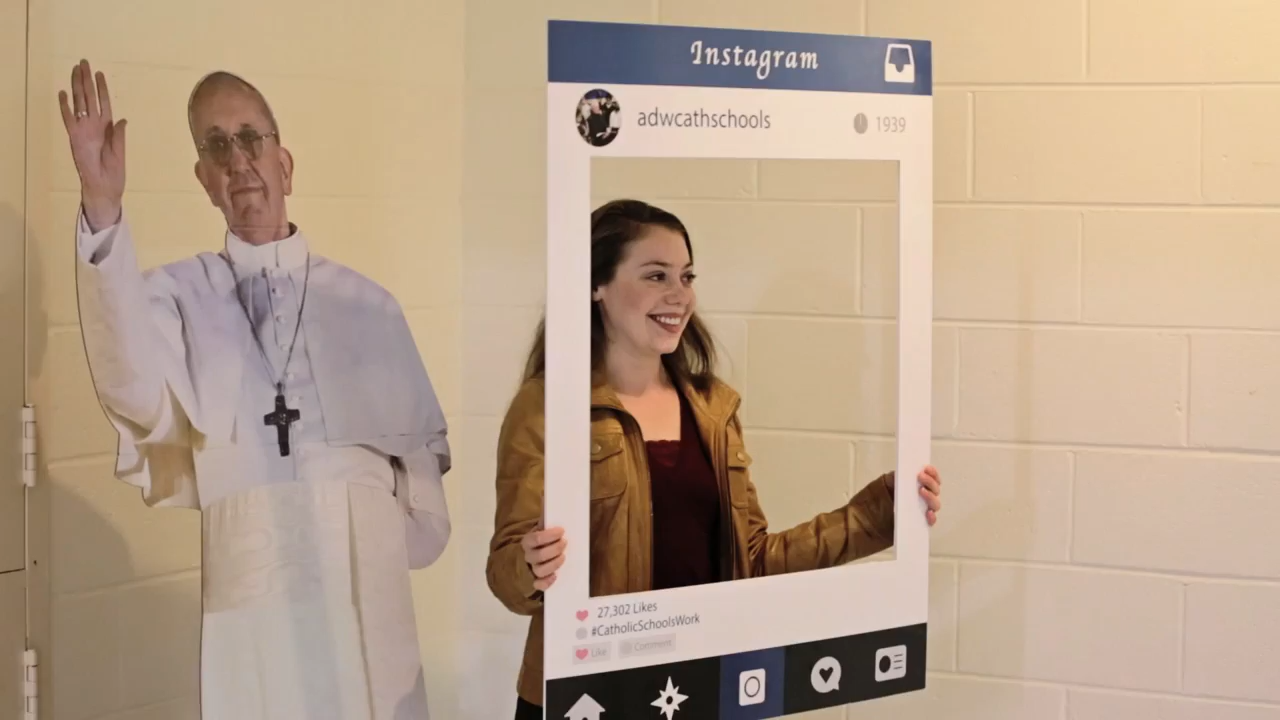 Instagram
adwcathschools
1939
27,302 Likes
#CatholicSchoolsWork
Like Comment